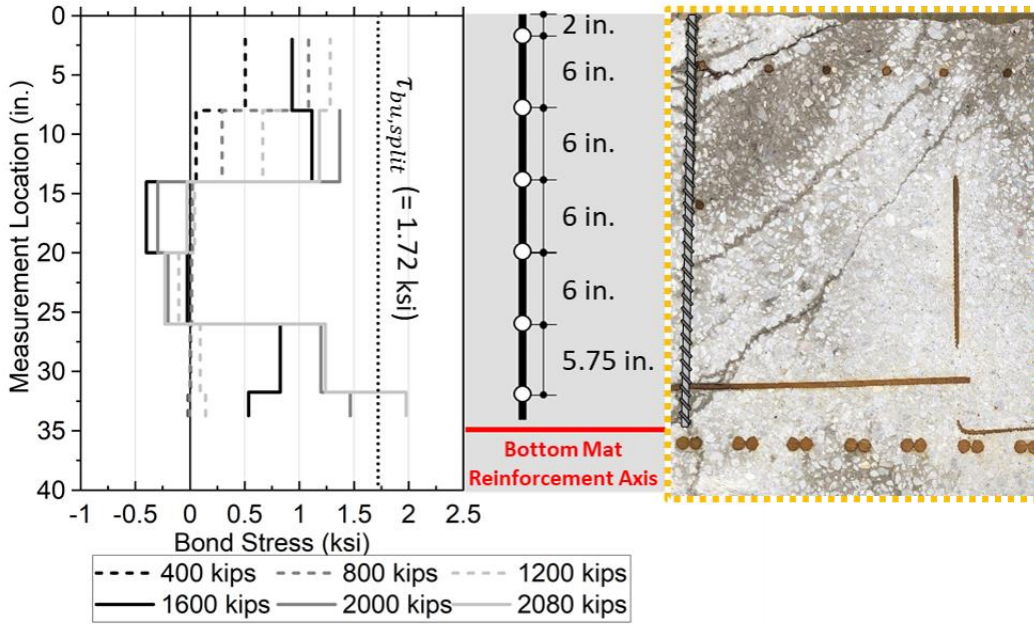 0
5
10
15
20
25
30
35
40
Measurement Location (in.)
-1 -0.5 0 0.5 1 1.5 2 2.5
Bond Stress (ksi)
τbu,split (= 1.72 ksi)
2 in.
6 in.
6 in.
6 in.
6 in.
5.75 in.
Bottom Mat
Reinforcement Axis
400 kips 800 kips 1200 kips
1600 kips 2000 kips 2080 kips